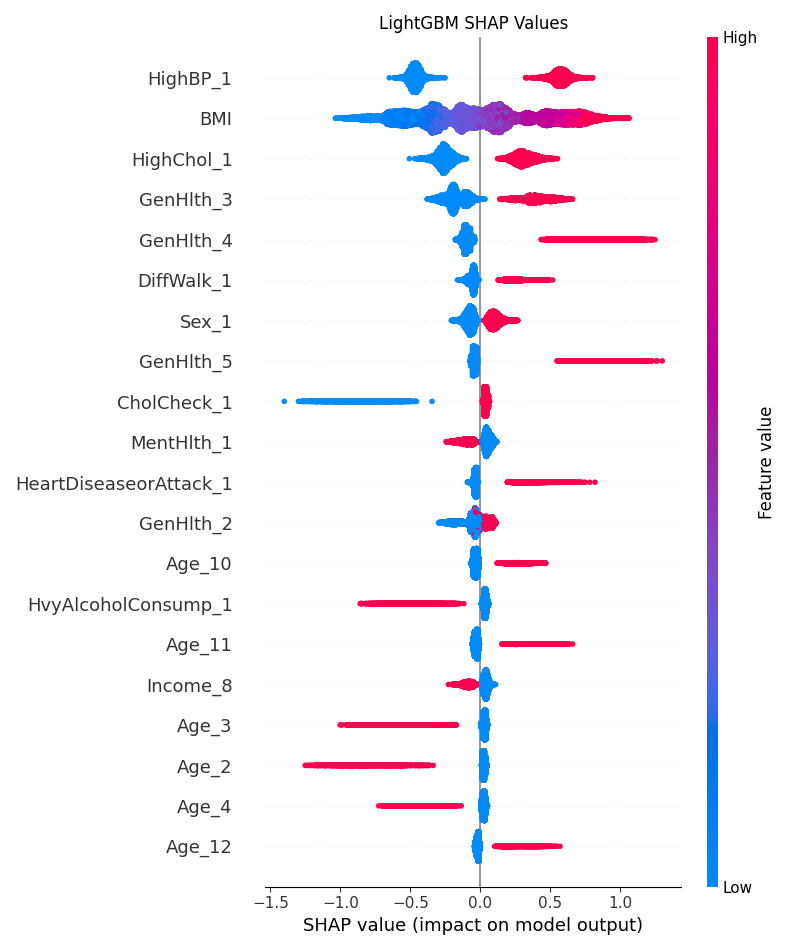 LightGBM SHAP Values
High
HighBP_1
BMI
HighChol_1
GenHlth_3
GenHlth_4
DiffWalk_1
Sex_1
GenHlth_5
CholCheck_1
MentHlth_1
HeartDiseaseorAttack_1
GenHlth_2
Age_10
HvyAlcoholConsump_1
Age_11
Income_8
Age_3
Age_2
Age_4
Age_12
Feature value
Low
−1.5 −1.0 −0.5 0.0 0.5 1.0
SHAP value (impact on model output)